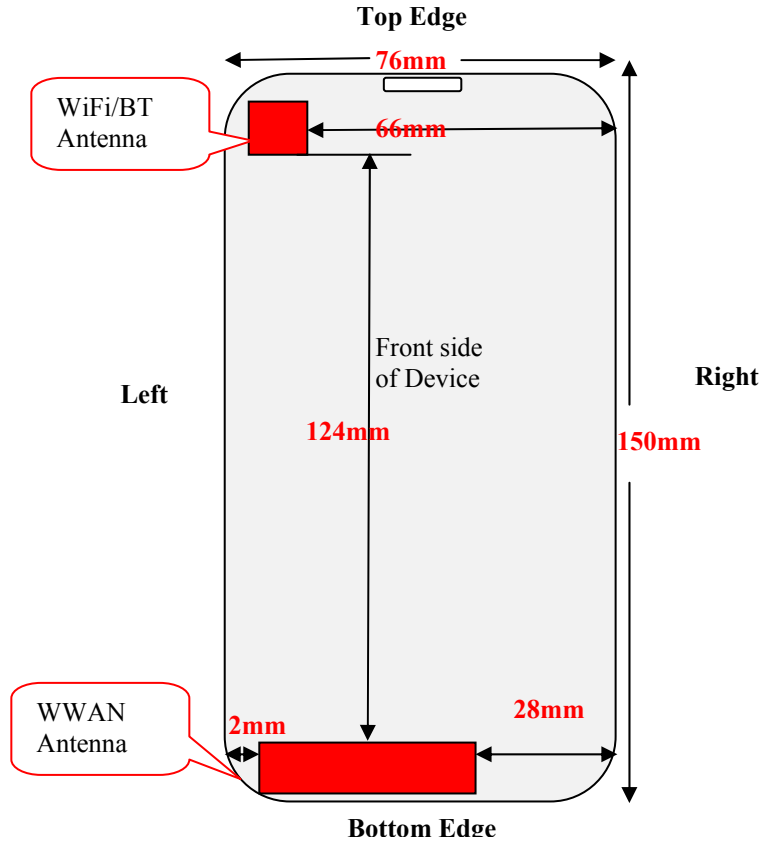 Top Edge
76mm
WiFi/BT
Antenna
66mm
Front side
of Device
Left
Right
124mm
150mm
WWAN
Antenna
2mm
28mm
Bottom Edge